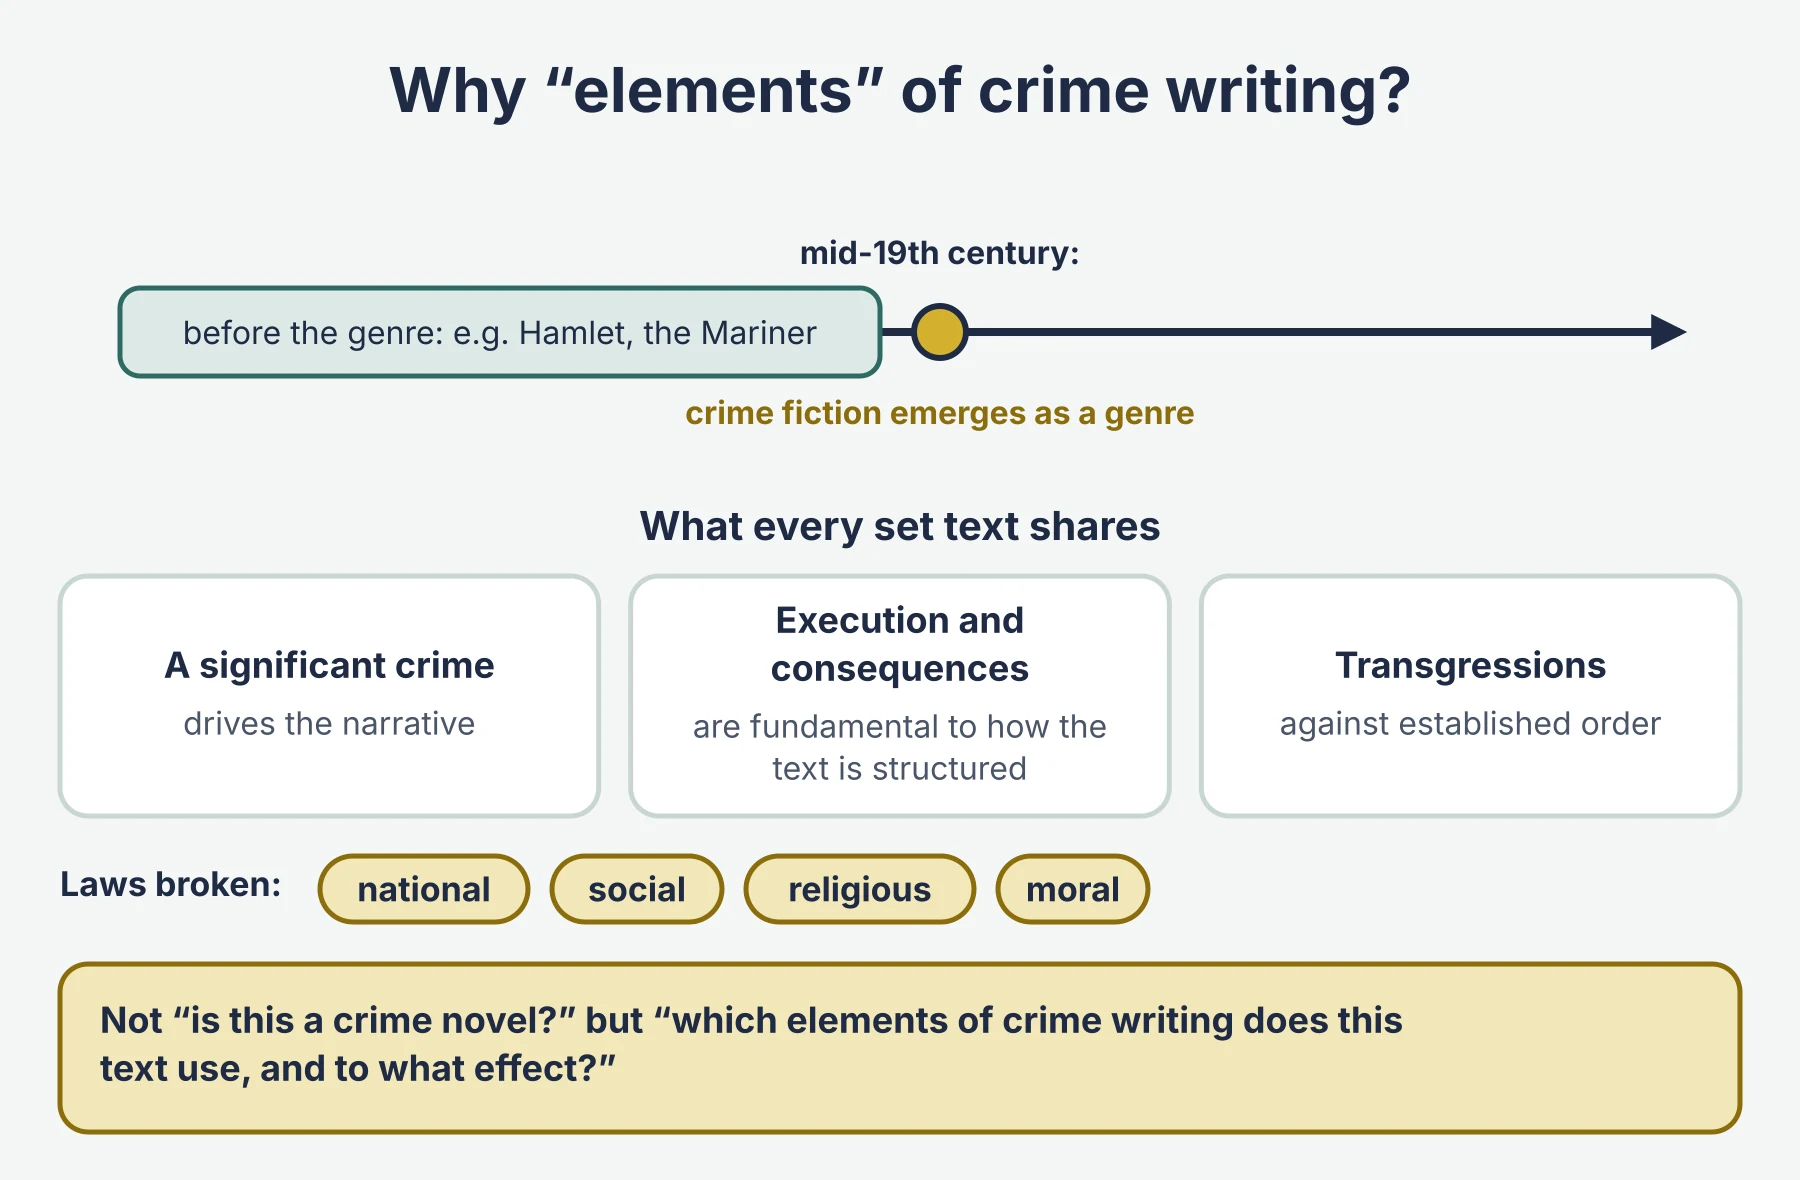 Why “elements” of crime writing?
mid-19th century:
before the genre: e.g. Hamlet, the Mariner
crime fiction emerges as a genre
What every set text shares
A significant crime
drives the narrative
Execution and
consequences
are fundamental to how the
text is structured
Transgressions
against established order
Laws broken:
national
social
religious
moral
Not “is this a crime novel?” but “which elements of crime writing does this
text use, and to what effect?”